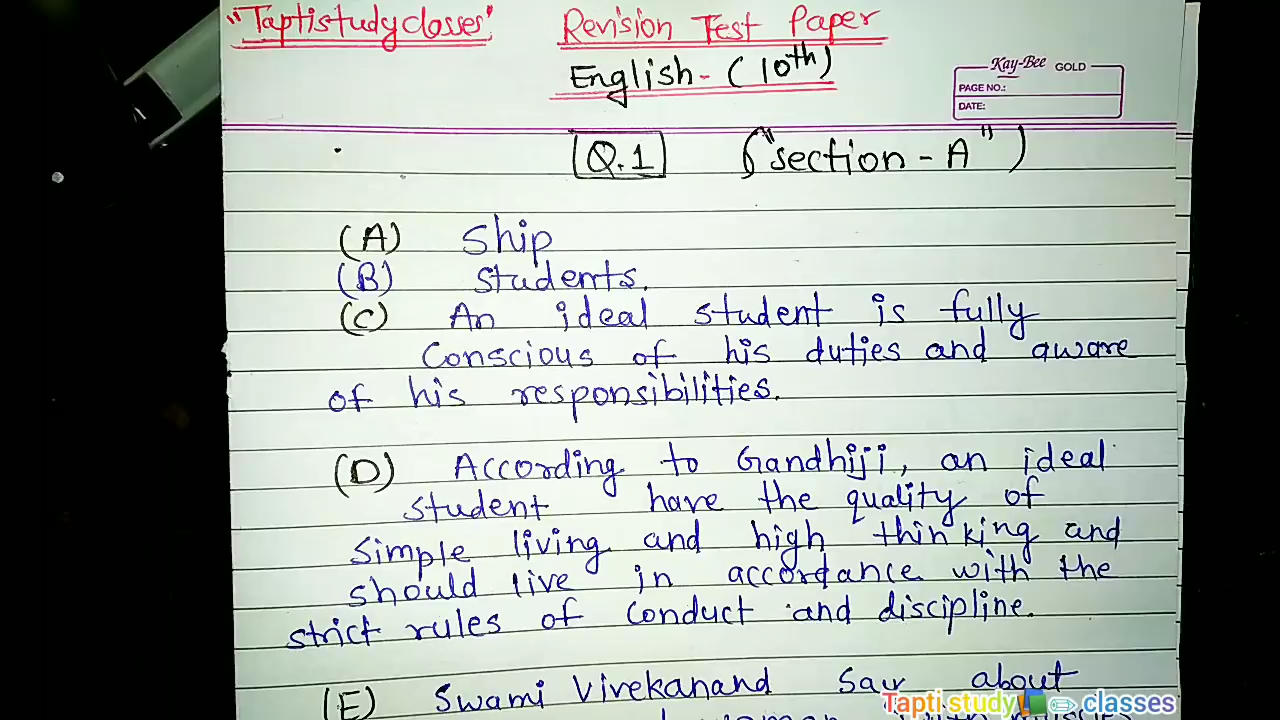 "Taptistudyclasses" Revision Test Paper
English - (10th)
Kay-Bee GOLD
PAGE NO.:
DATE:
Q.1 ("section - A")
(A) Ship
(B) Students.
(C) An ideal student is fully
Conscious of his duties and aware
of his responsibilities.
(D) According to Gandhiji, an ideal
student have the quality of
simple living and high thinking and
should live in accordance with the
strict rules of conduct and discipline.
(E) Swami Vivekanand say about
Tapti study classes